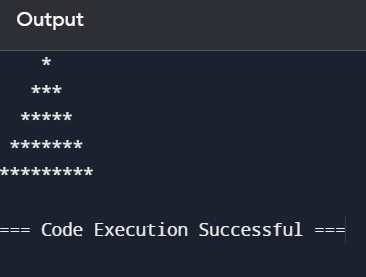 Output
    *
   ***
  *****
 *******
*********
=== Code Execution Successful ===